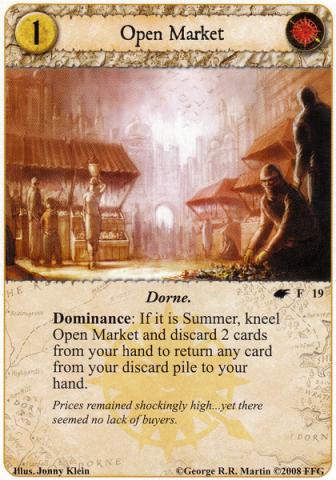 1
Open Market
Dorne.
F 19
Dominance: If it is Summer, kneel
Open Market and discard 2 cards
from your hand to return any card
from your discard pile to your
hand.
Prices remained shockingly high...yet there
seemed no lack of buyers.
DORNE
Illus. Jonny Klein ©George R.R. Martin ©2008 FFG